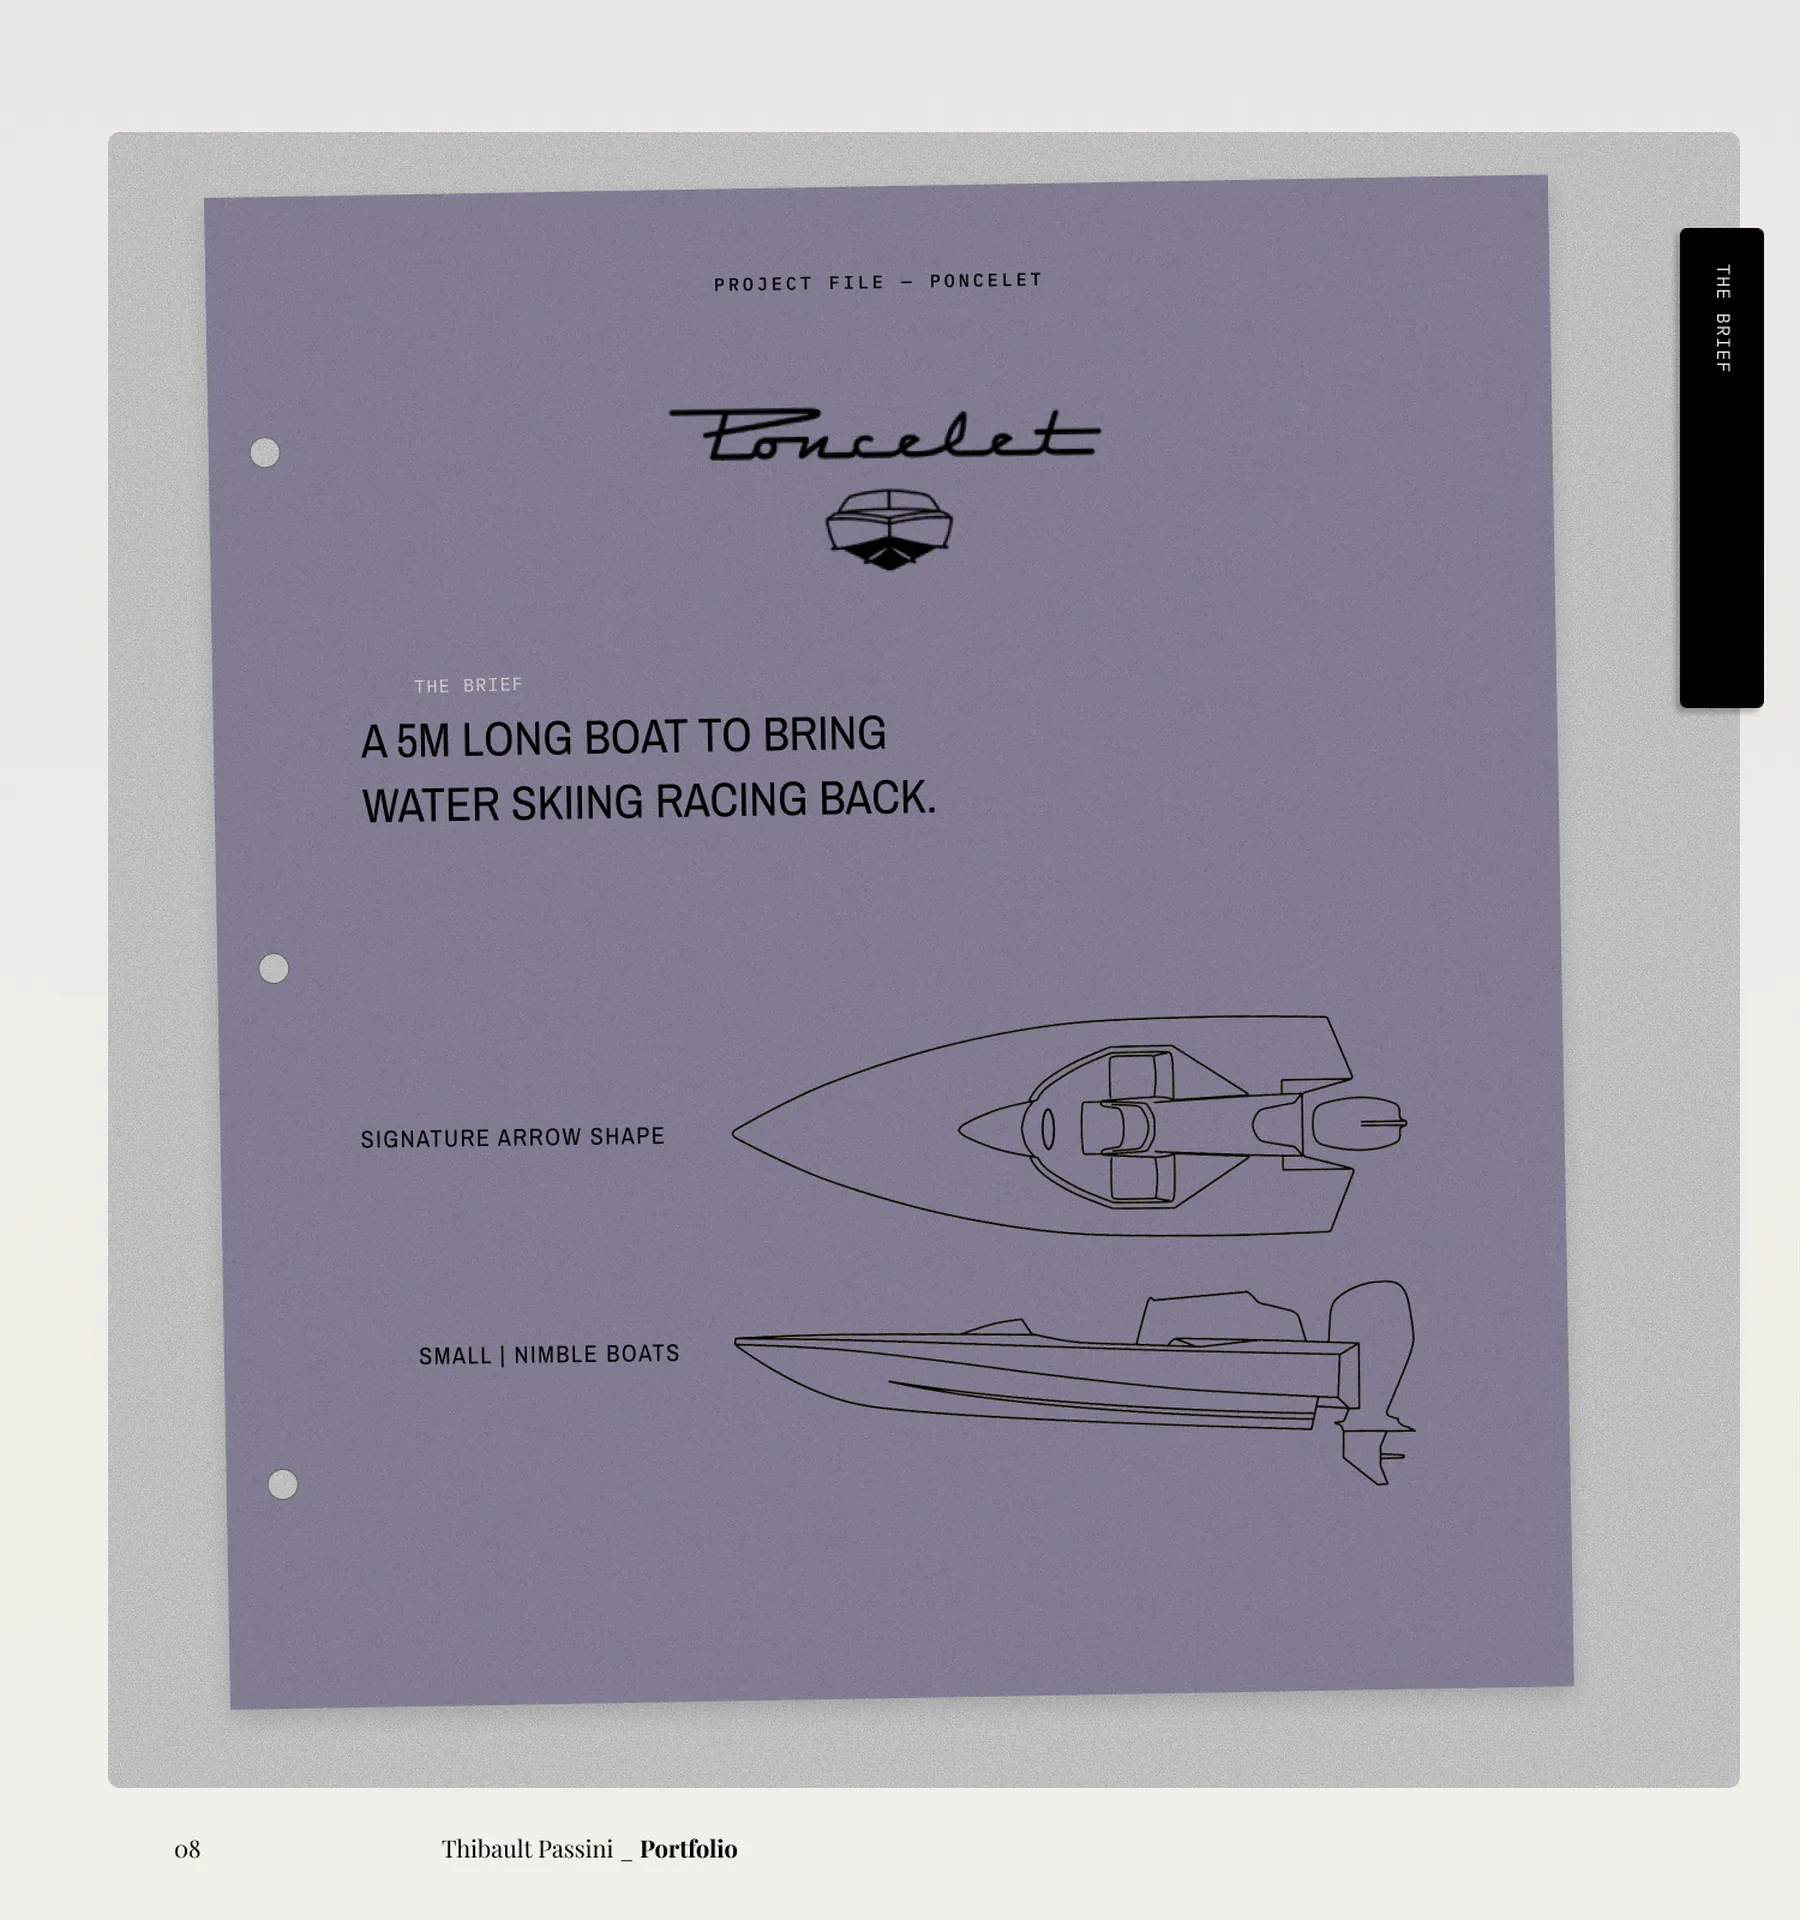 PROJECT FILE — PONCELET
Poncelet
THE BRIEF
THE BRIEF
A 5M LONG BOAT TO BRING
WATER SKIING RACING BACK.
SIGNATURE ARROW SHAPE
SMALL | NIMBLE BOATS
08
Thibault Passini _ Portfolio